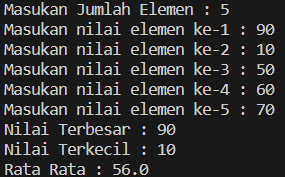 Masukan Jumlah Elemen : 5
Masukan nilai elemen ke-1 : 90
Masukan nilai elemen ke-2 : 10
Masukan nilai elemen ke-3 : 50
Masukan nilai elemen ke-4 : 60
Masukan nilai elemen ke-5 : 70
Nilai Terbesar : 90
Nilai Terkecil : 10
Rata Rata : 56.0